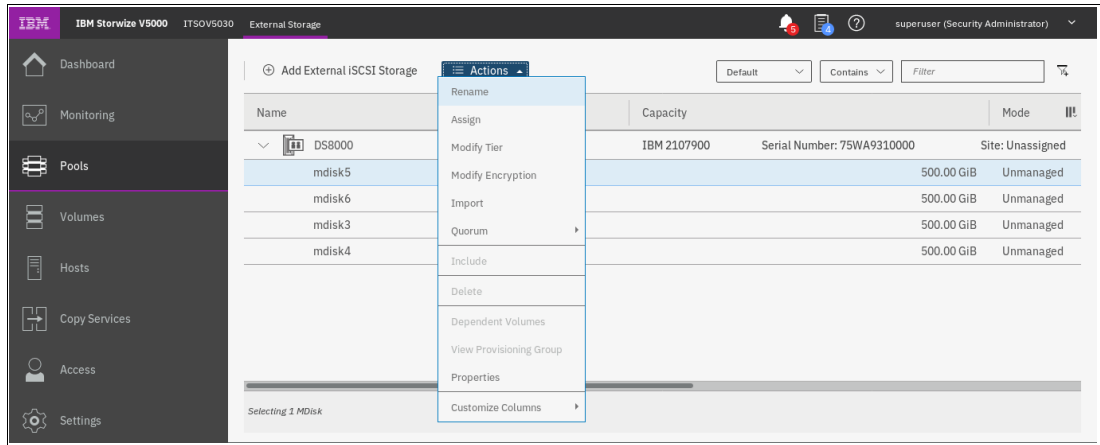 IBM IBM Storwize V5000 ITSOV5030 External Storage 5 4 ? superuser (Security Administrator)
Dashboard
Monitoring
Pools
Volumes
Hosts
Copy Services
Access
Settings
Add External iSCSI Storage Actions Default Contains Filter
Name Capacity Mode
DS8000 IBM 2107900 Serial Number: 75WA9310000 Site: Unassigned
mdisk5 500.00 GiB Unmanaged
mdisk6 500.00 GiB Unmanaged
mdisk3 500.00 GiB Unmanaged
mdisk4 500.00 GiB Unmanaged
Rename
Assign
Modify Tier
Modify Encryption
Import
Quorum
Include
Delete
Dependent Volumes
View Provisioning Group
Properties
Customize Columns
Selecting 1 MDisk